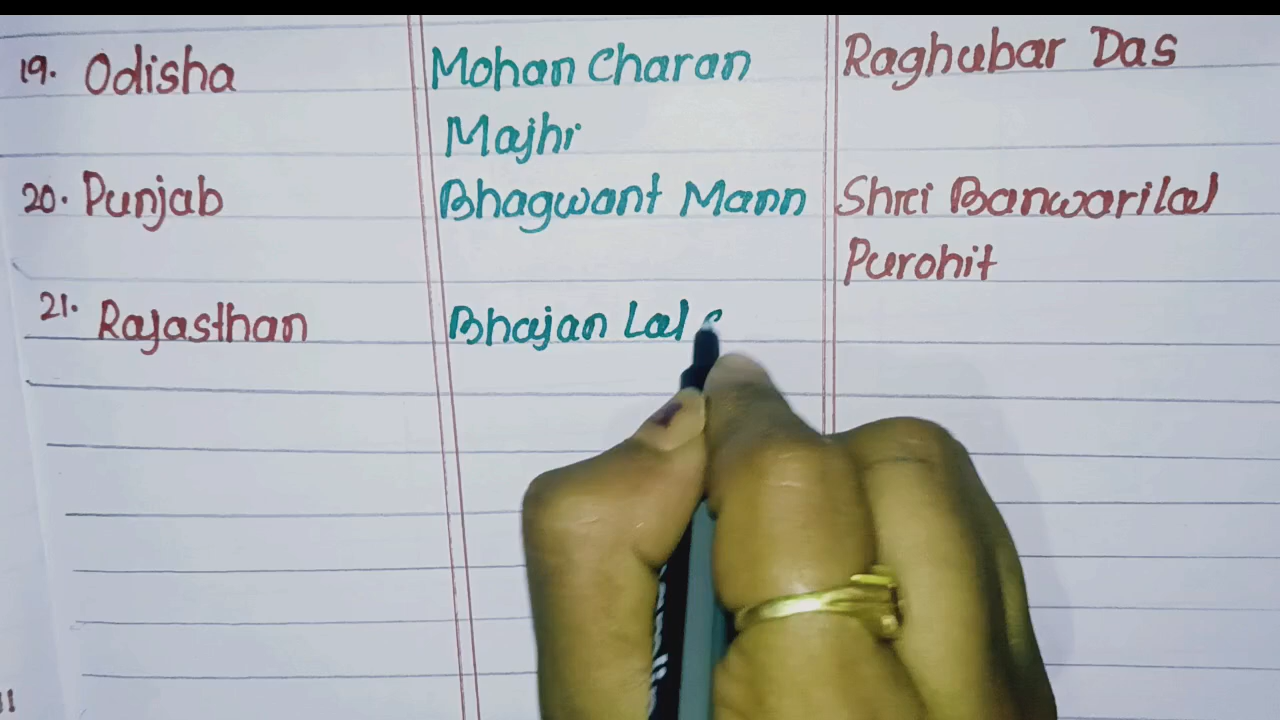 19. Odisha Mohan Charan Raghubar Das
Majhi
20. Punjab Bhagwant Mann Shri Banwarilal
Purohit
21. Rajasthan Bhajan Lal